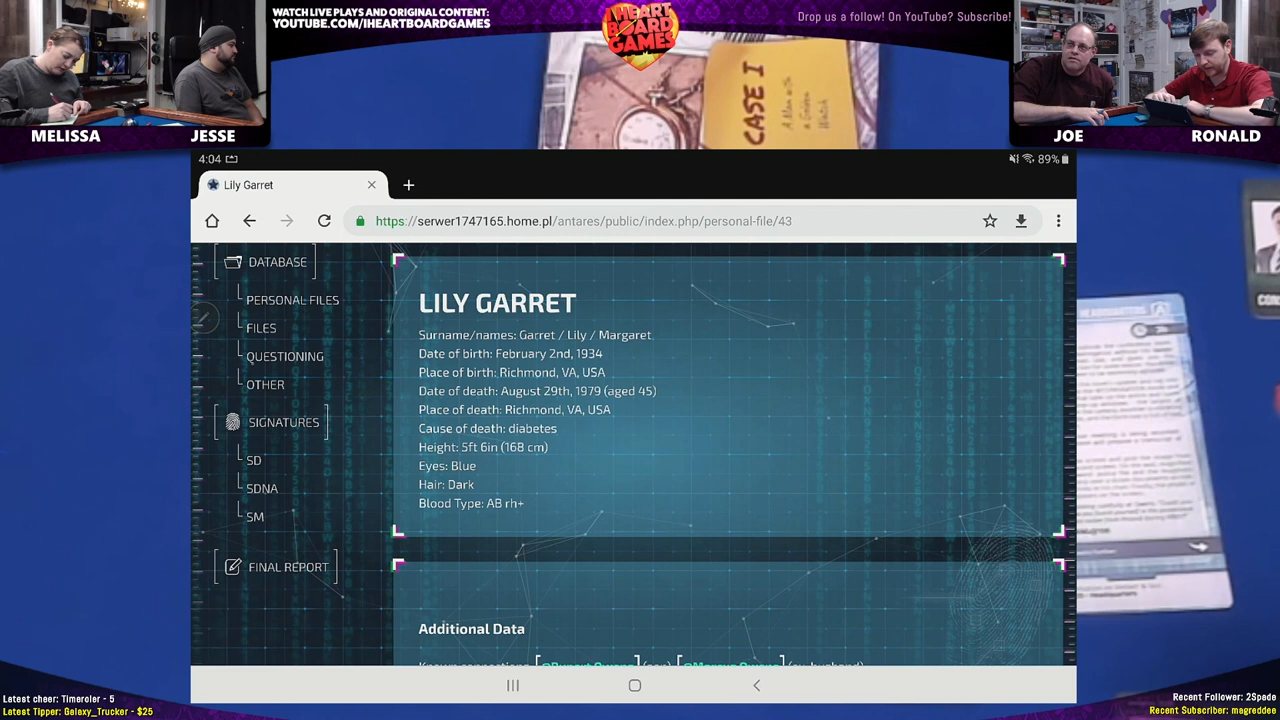 WATCH LIVE PLAYS AND ORIGINAL CONTENT:
YOUTUBE.COM/IHEARTBOARDGAMES
I HEART
BOARD
GAMES
Drop us a follow! On YouTube? Subscribe!
MELISSA
JESSE
JOE
RONALD
CASE I
A Man with
a Golden
Watch
4:04
89%
Lily Garret
https://serwer1747165.home.pl/antares/public/index.php/personal-file/43
DATABASE
PERSONAL FILES
FILES
QUESTIONING
OTHER
SIGNATURES
SD
SDNA
SM
FINAL REPORT
LILY GARRET
Surname/names: Garret / Lily / Margaret
Date of birth: February 2nd, 1934
Place of birth: Richmond, VA, USA
Date of death: August 29th, 1979 (aged 45)
Place of death: Richmond, VA, USA
Cause of death: diabetes
Height: 5ft 6in (168 cm)
Eyes: Blue
Hair: Dark
Blood Type: AB rh+
Additional Data
Latest cheer: Timeroler - 5
Latest Tipper: Galaxy_Trucker - $25
Recent Follower: 2Spade
Recent Subscriber: magreddee